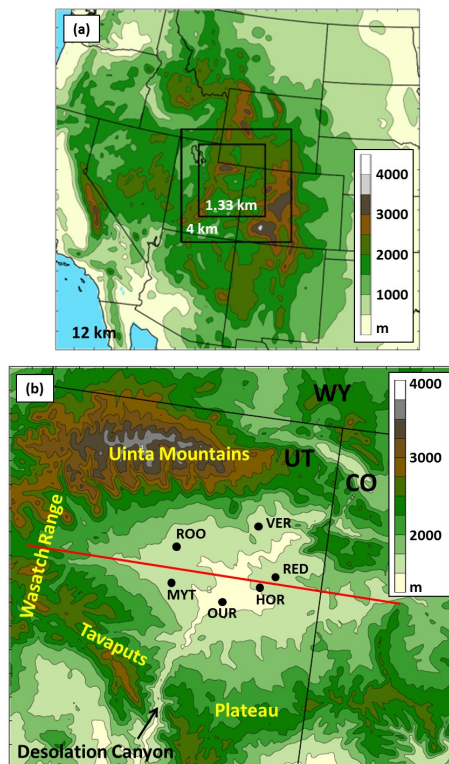 (a)
4000
3000
2000
1000
m
1,33 km
4 km
12 km
(b)
WY
4000
3000
2000
m
Uinta Mountains
UT
CO
Wasatch Range
ROO
VER
RED
MYT
HOR
OUR
Tavaputs
Plateau
Desolation Canyon